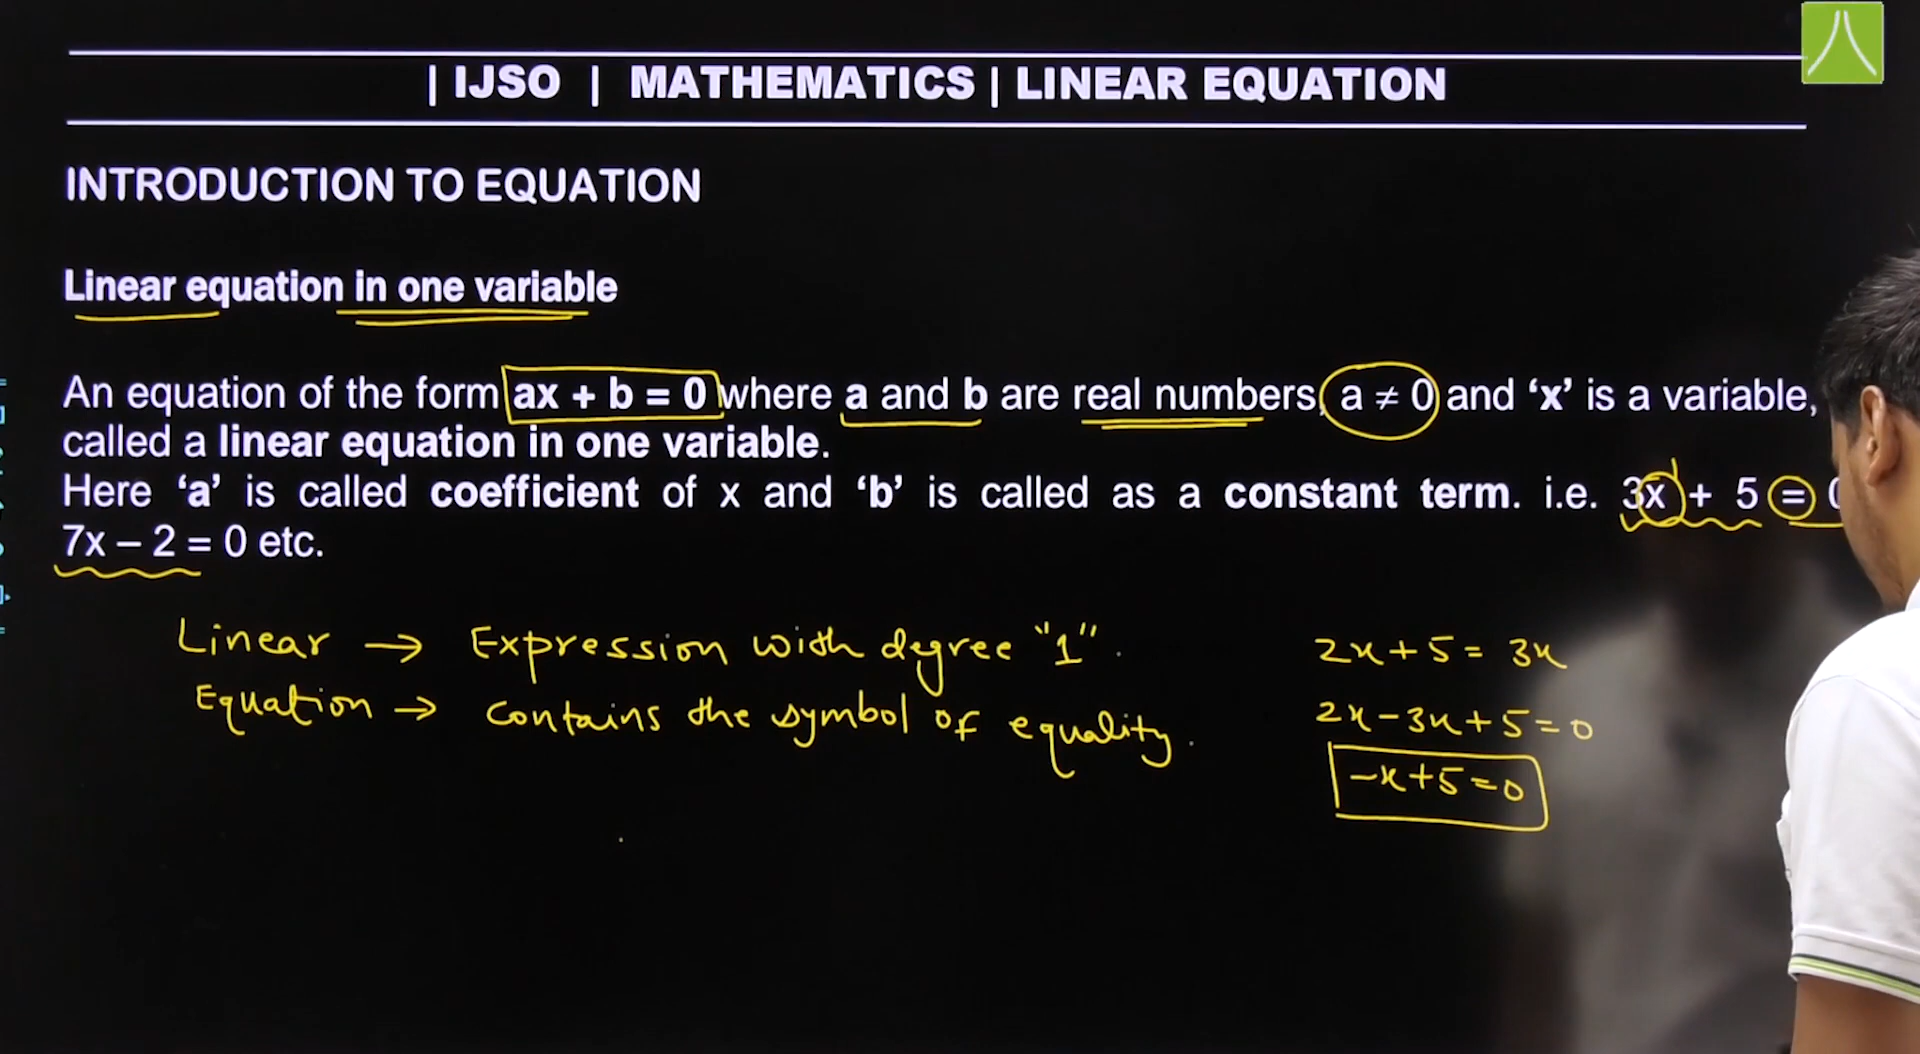 | IJSO | MATHEMATICS | LINEAR EQUATION
INTRODUCTION TO EQUATION
Linear equation in one variable
An equation of the form ax + b = 0 where a and b are real numbers, a ≠ 0 and ‘x’ is a variable,
called a linear equation in one variable.
Here ‘a’ is called coefficient of x and ‘b’ is called as a constant term. i.e. 3x + 5 = 0
7x – 2 = 0 etc.
Linear → Expression with degree "1".
Equation → contains the symbol of equality.
2x + 5 = 3x
2x – 3x + 5 = 0
–x + 5 = 0